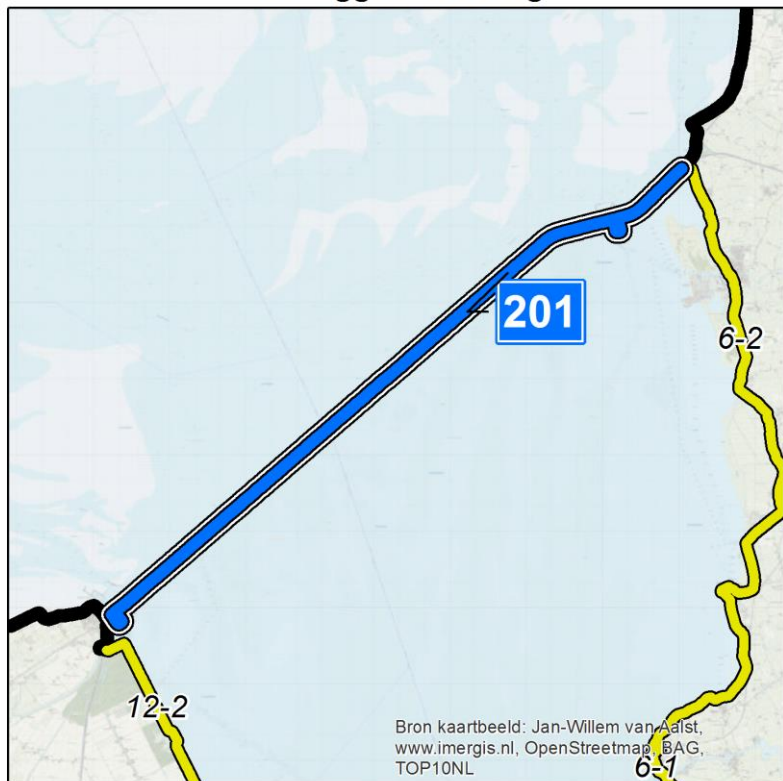 201
6-2
12-2
Bron kaartbeeld: Jan-Willem van Aalst,
www.imergis.nl, OpenStreetmap, BAG,
TOP10NL
6-1